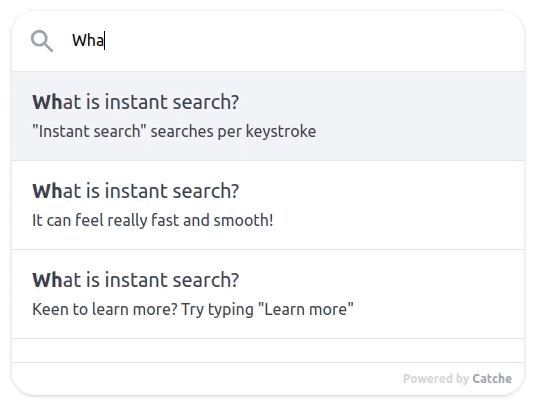 Wha
What is instant search?
"Instant search" searches per keystroke
What is instant search?
It can feel really fast and smooth!
What is instant search?
Keen to learn more? Try typing "Learn more"
Powered by Catche